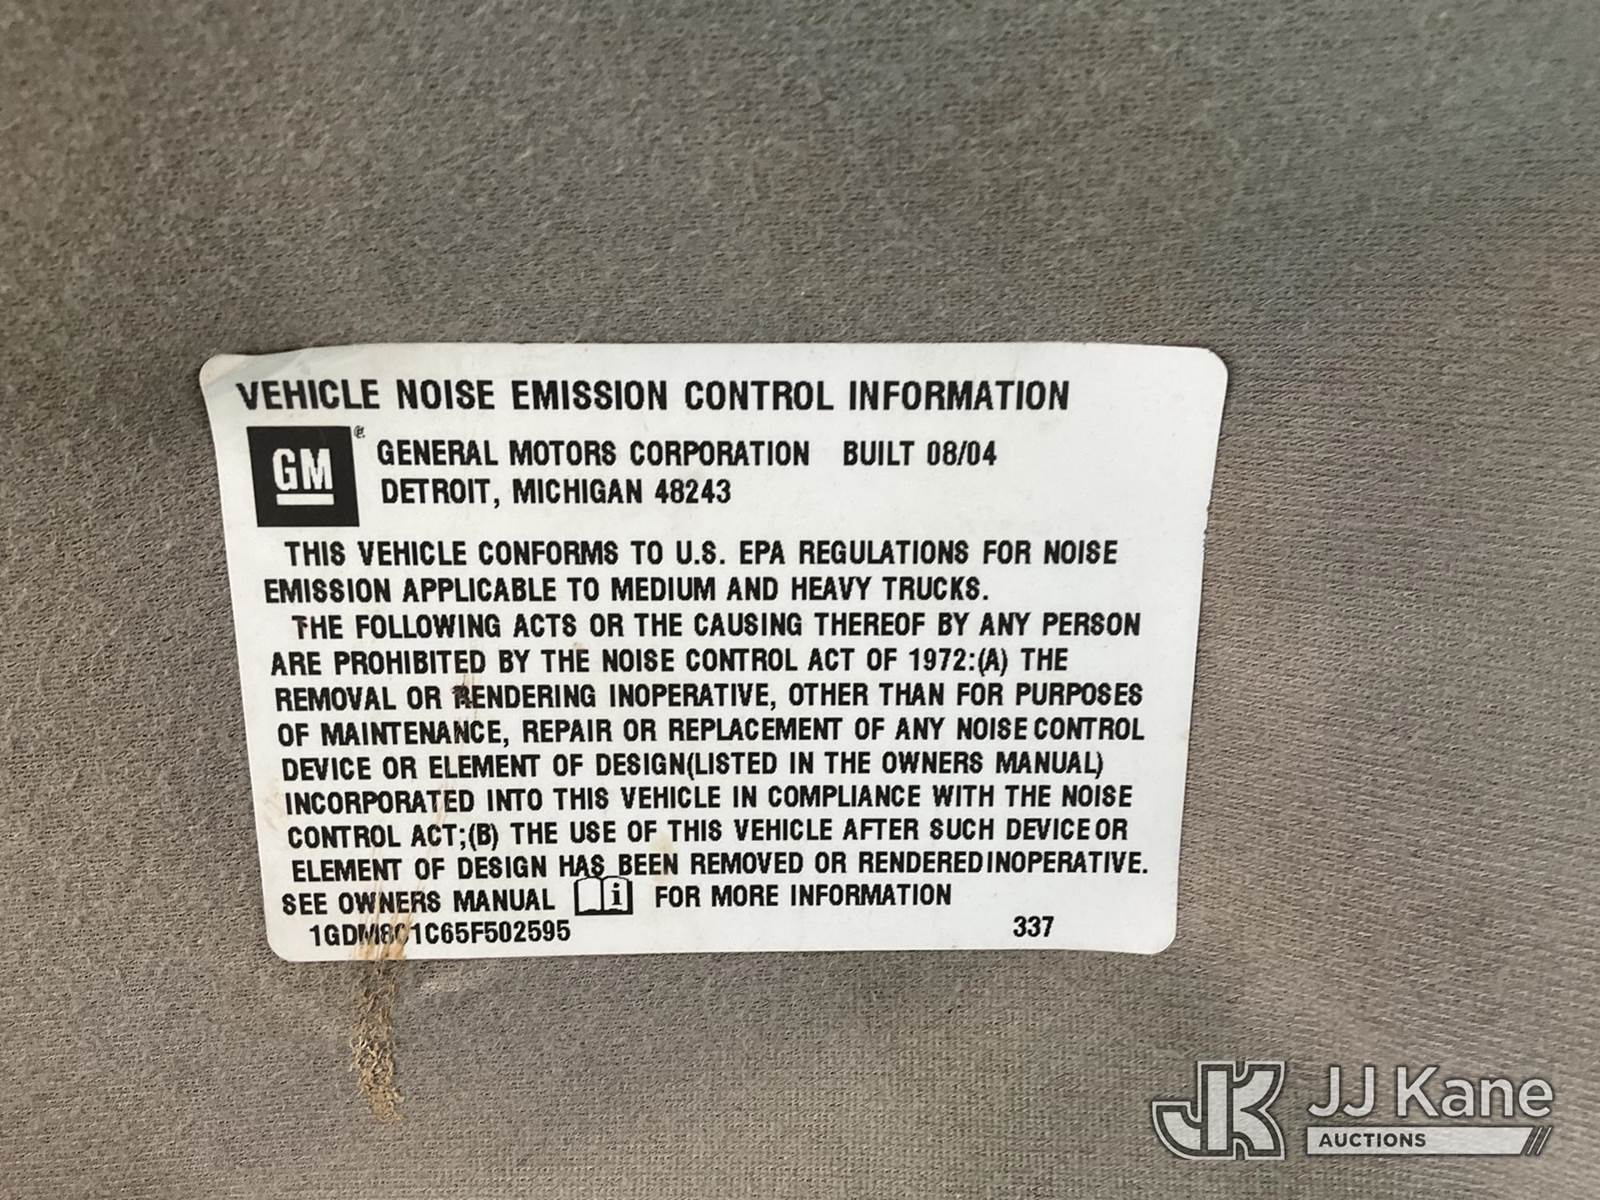 VEHICLE NOISE EMISSION CONTROL INFORMATION
GM
GENERAL MOTORS CORPORATION BUILT 08/04
DETROIT, MICHIGAN 48243
THIS VEHICLE CONFORMS TO U.S. EPA REGULATIONS FOR NOISE
EMISSION APPLICABLE TO MEDIUM AND HEAVY TRUCKS.
THE FOLLOWING ACTS OR THE CAUSING THEREOF BY ANY PERSON
ARE PROHIBITED BY THE NOISE CONTROL ACT OF 1972:(A) THE
REMOVAL OR RENDERING INOPERATIVE, OTHER THAN FOR PURPOSES
OF MAINTENANCE, REPAIR OR REPLACEMENT OF ANY NOISE CONTROL
DEVICE OR ELEMENT OF DESIGN(LISTED IN THE OWNERS MANUAL)
INCORPORATED INTO THIS VEHICLE IN COMPLIANCE WITH THE NOISE
CONTROL ACT;(B) THE USE OF THIS VEHICLE AFTER SUCH DEVICE OR
ELEMENT OF DESIGN HAS BEEN REMOVED OR RENDERED INOPERATIVE.
SEE OWNERS MANUAL i FOR MORE INFORMATION
1GDM8C1C65F502595 337
JK JJ Kane
AUCTIONS